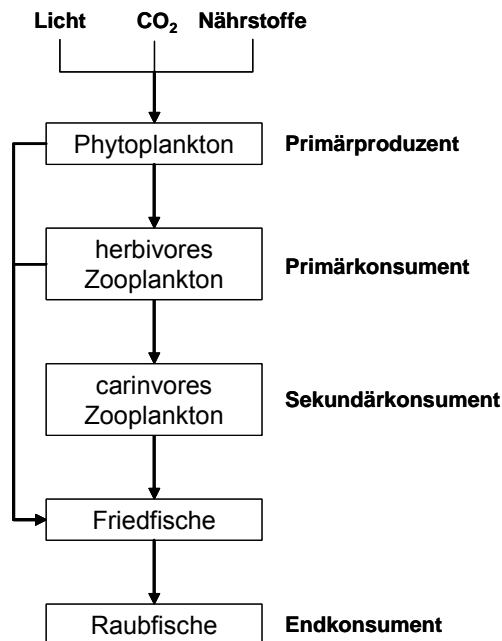 Licht CO₂ Nährstoffe
Phytoplankton Primärproduzent
herbivores
Zooplankton
Primärkonsument
carinvores
Zooplankton
Sekundärkonsument
Friedfische
Raubfische Endkonsument